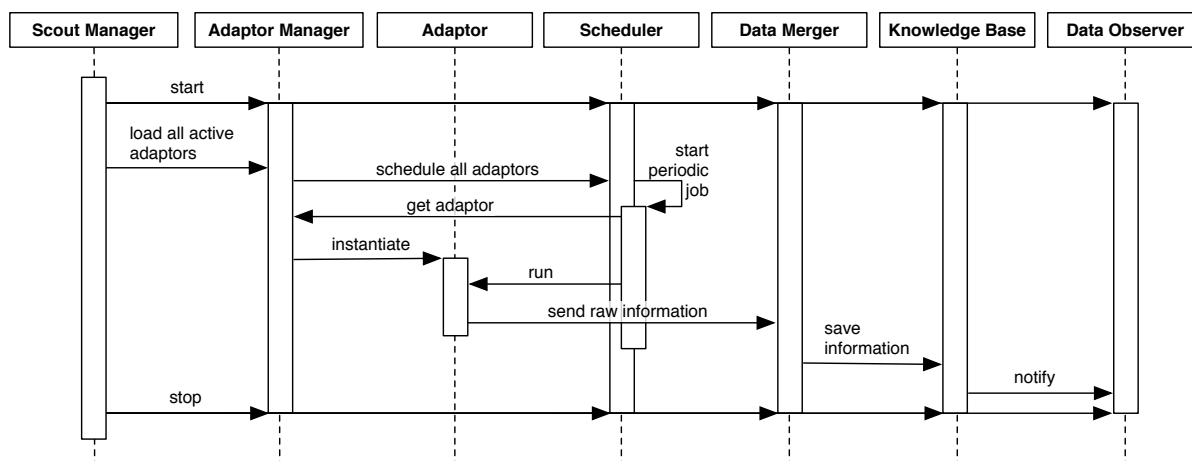 Scout Manager
Adaptor Manager
Adaptor
Scheduler
Data Merger
Knowledge Base
Data Observer
start
load all active
adaptors
start
periodic
job
schedule all adaptors
get adaptor
instantiate
run
send raw information
save
information
notify
stop